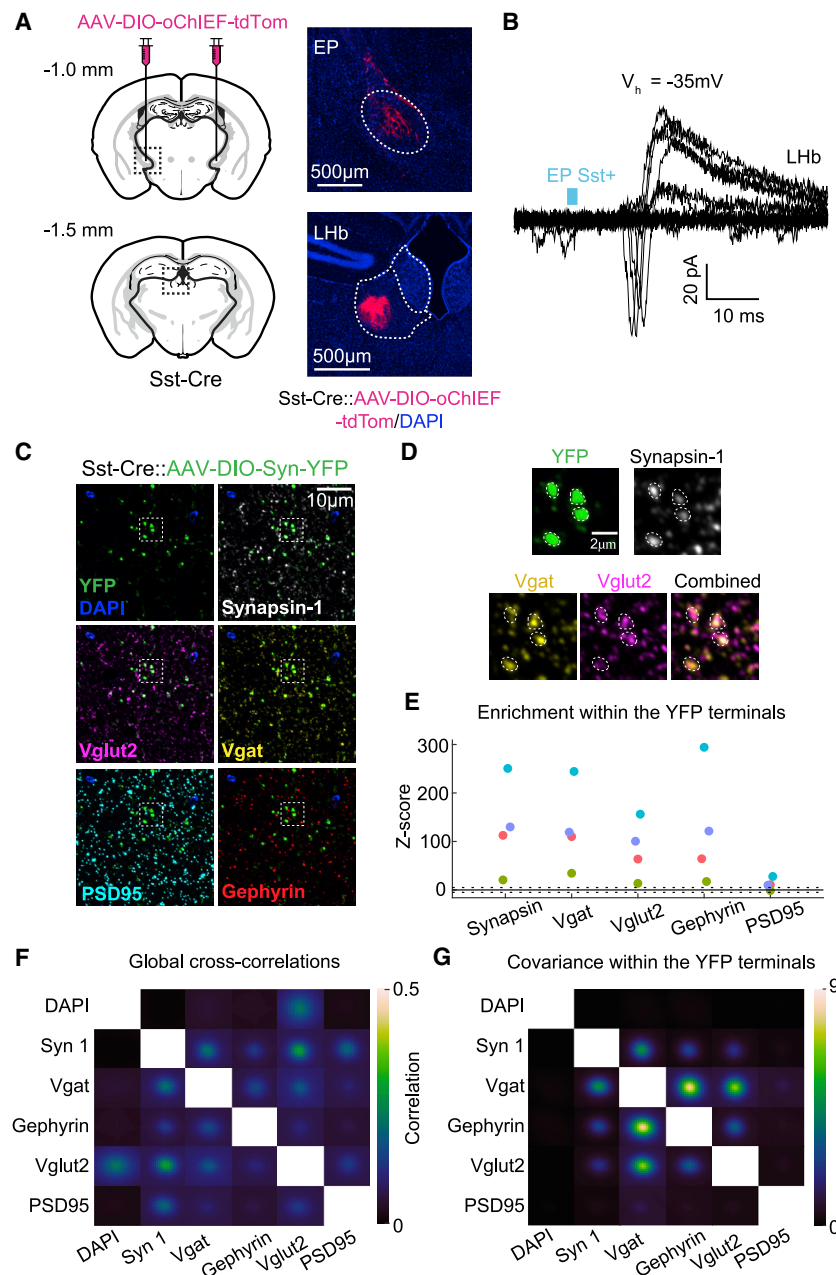 A
AAV-DIO-oChIEF-tdTom
-1.0 mm
EP
500μm
-1.5 mm
LHb
500μm
Sst-Cre
Sst-Cre::AAV-DIO-oChIEF
-tdTom/DAPI
B
V_h = -35mV
LHb
EP Sst+
20 pA
10 ms
C
Sst-Cre::AAV-DIO-Syn-YFP
10μm
YFP
DAPI
Synapsin-1
Vglut2
Vgat
PSD95
Gephyrin
D
YFP
Synapsin-1
2μm
Vgat
Vglut2
Combined
E
Enrichment within the YFP terminals
Z-score
300
200
100
0
Synapsin
Vgat
Vglut2
Gephyrin
PSD95
F
Global cross-correlations
DAPI
Syn 1
Vgat
Gephyrin
Vglut2
PSD95
DAPI
Syn 1
Vgat
Gephyrin
Vglut2
PSD95
0.5
Correlation
0
G
Covariance within the YFP terminals
DAPI
Syn 1
Vgat
Gephyrin
Vglut2
PSD95
DAPI
Syn 1
Vgat
Gephyrin
Vglut2
PSD95
9
0